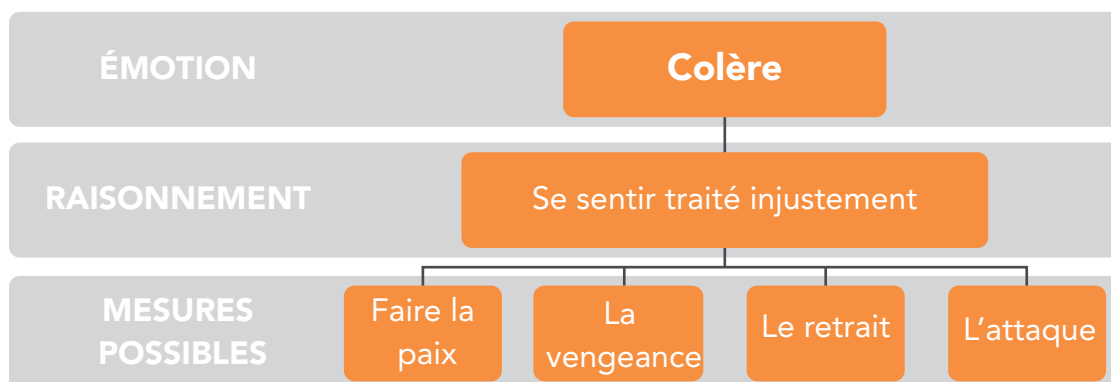 ÉMOTION
Colère
RAISONNEMENT
Se sentir traité injustement
MESURES
POSSIBLES
Faire la
paix
La
vengeance
Le retrait
L’attaque